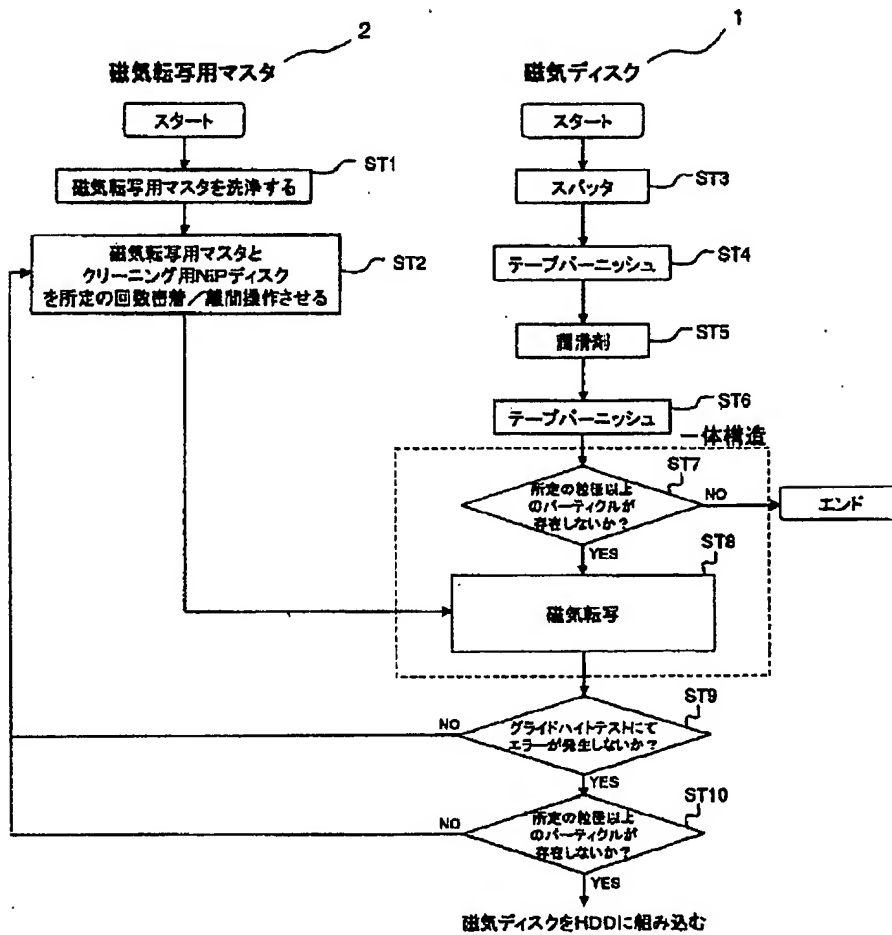 2
1
磁気転写用マスタ
磁気ディスク
スタート
スタート
ST1
磁気転写用マスタを洗浄する
ST3
スパッタ
磁気転写用マスタと
クリーニング用NiPディスク
を所定の回数密着/離間操作させる
ST2
ST4
テープバーニッシュ
潤滑剤
ST5
ST6
テープバーニッシュ
一体構造
ST7
所定の粒径以上
のパーティクルが
存在しないか?
NO
エンド
YES
ST8
磁気転写
ST9
NO
グライドハイトテストにて
エラーが発生しないか?
YES
ST10
NO
所定の粒径以上
のパーティクルが
存在しないか?
YES
磁気ディスクをHDDに組み込む